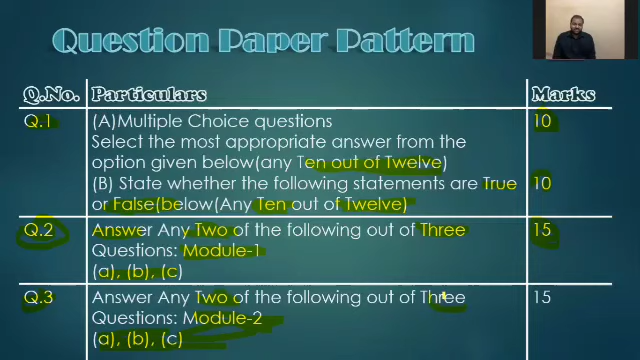 Question Paper Pattern
Q.No. Particulars Marks
Q.1 (A)Multiple Choice questions 10
Select the most appropriate answer from the
option given below(any Ten out of Twelve)
(B) State whether the following statements are True 10
or False(below(Any Ten out of Twelve)
Q.2 Answer Any Two of the following out of Three 15
Questions: Module-1
(a), (b), (c)
Q.3 Answer Any Two of the following out of Three 15
Questions: Module-2
(a), (b), (c)